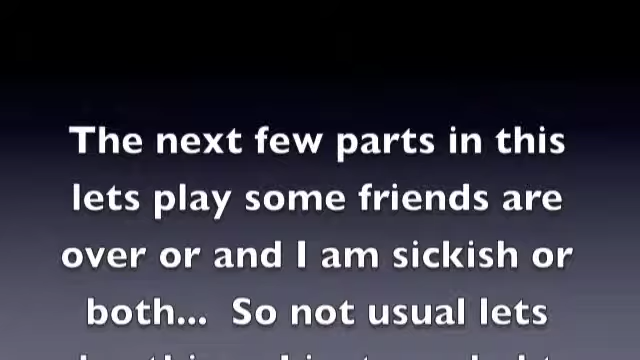 The next few parts in this
lets play some friends are
over or and I am sickish or
both... So not usual lets